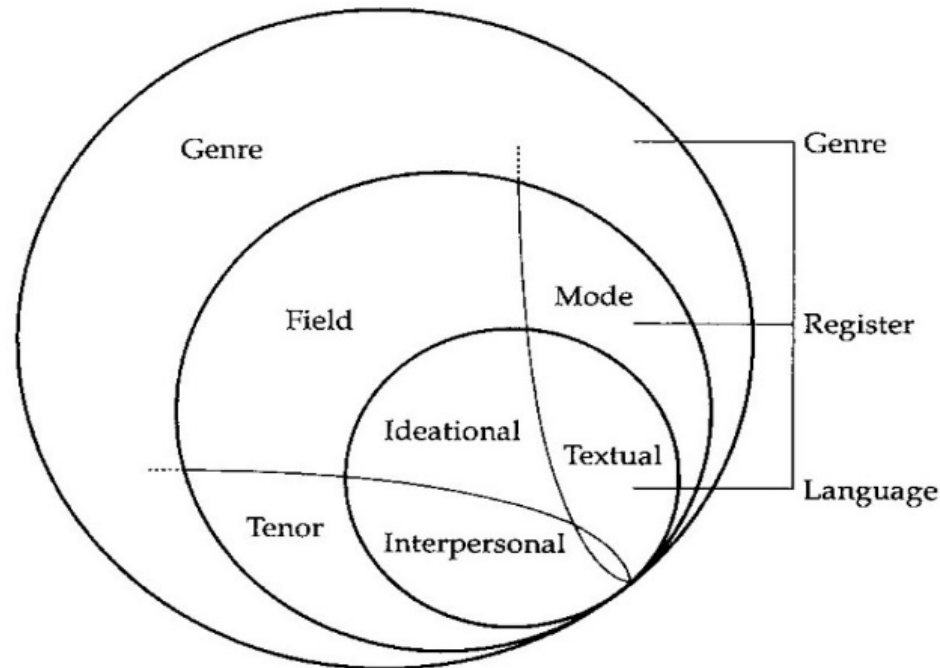 Genre
Genre
Mode
Field
Register
Ideational
Textual
Language
Tenor
Interpersonal